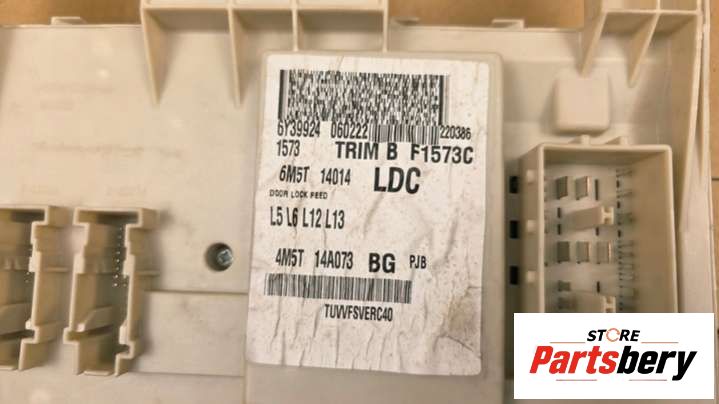 6Y39924 060222 220386
1573 TRIM B F1573C
6M5T 14014 LDC
DOOR LOCK FEED
L5 L6 L12 L13
4M5T 14A073 BG PJB
TUVVFSVERC40
STORE
Partsbery